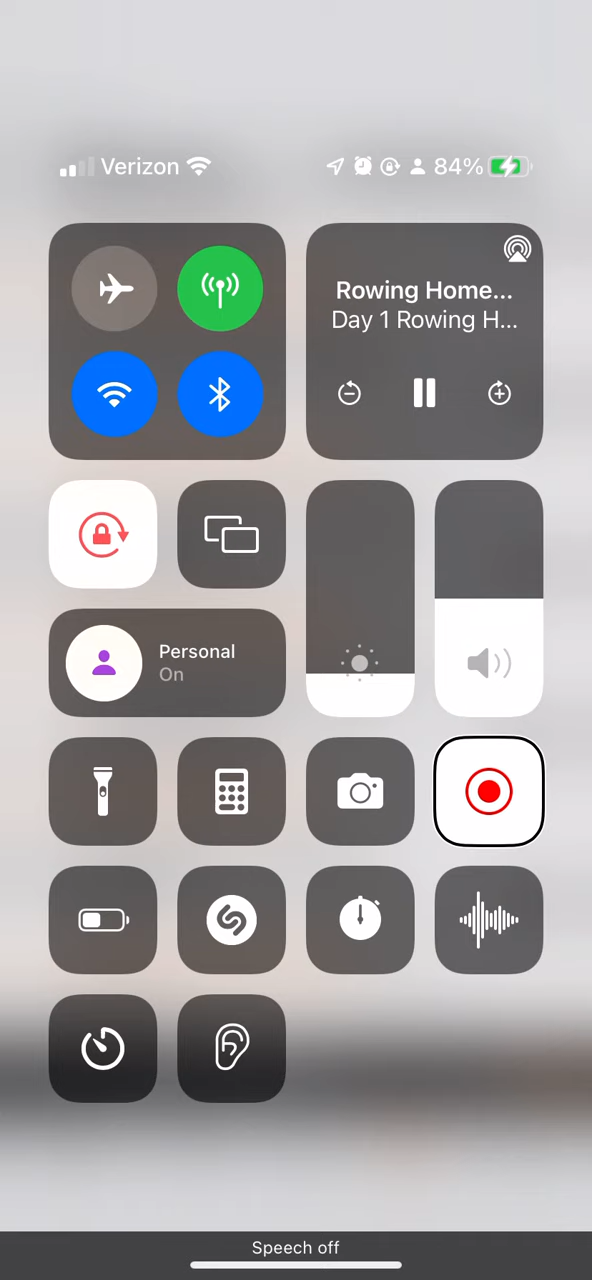 Verizon 84%
Rowing Home...
Day 1 Rowing H...
Personal
On
Speech off